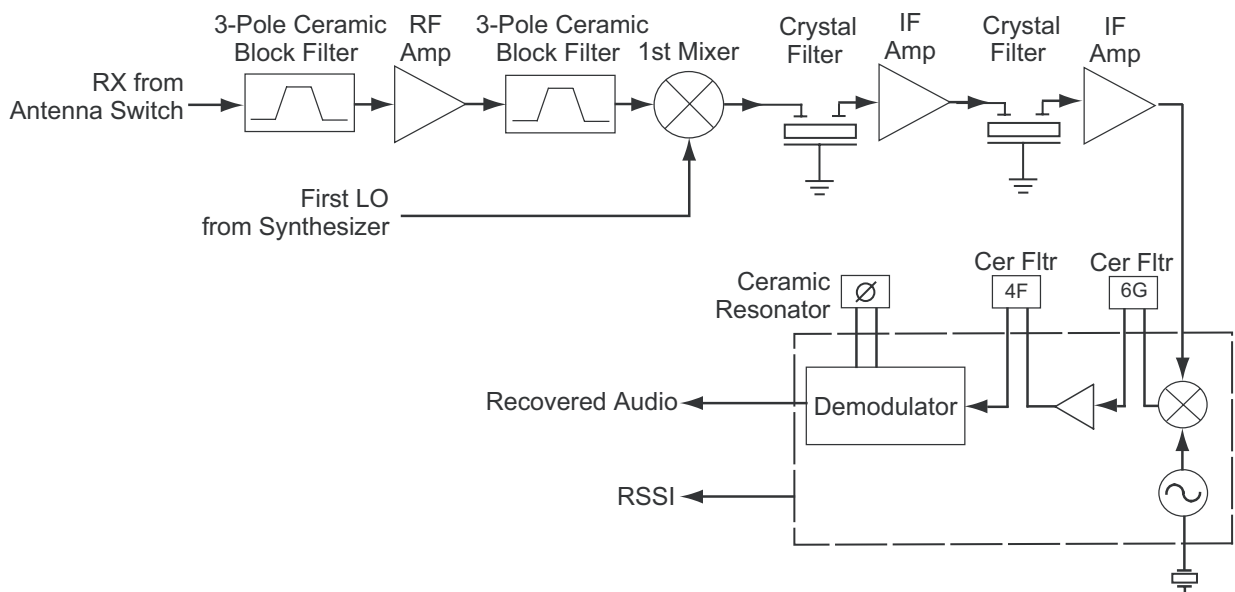 3-Pole Ceramic
Block Filter
RF
Amp
3-Pole Ceramic
Block Filter
1st Mixer
Crystal
Filter
IF
Amp
Crystal
Filter
IF
Amp
RX from
Antenna Switch
First LO
from Synthesizer
Ceramic
Resonator
Ø
Cer Fltr
4F
Cer Fltr
6G
Recovered Audio
Demodulator
RSSI